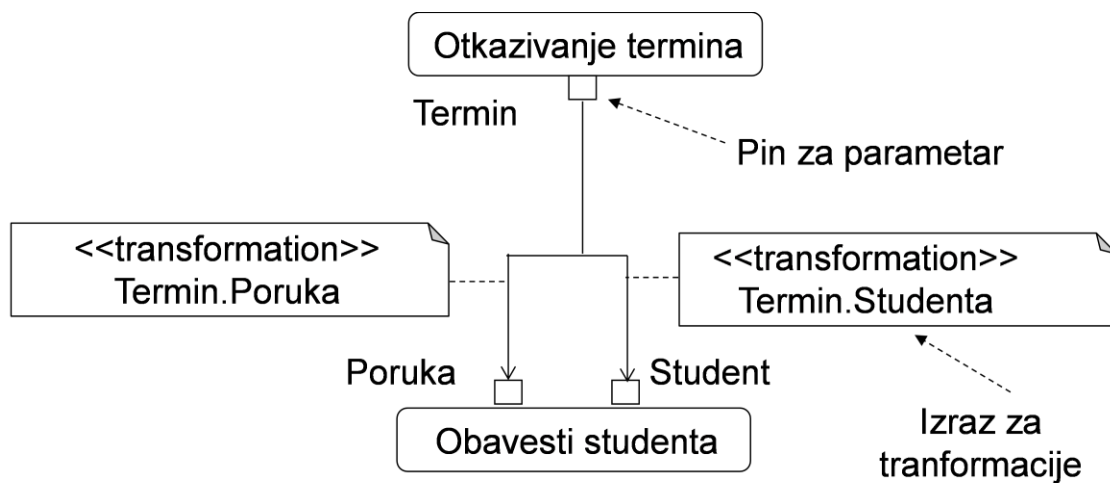 Otkazivanje termina
Termin
Pin za parametar
<<transformation>>
Termin.Poruka
<<transformation>>
Termin.Studenta
Poruka
Student
Obavesti studenta
Izraz za
tranformacije